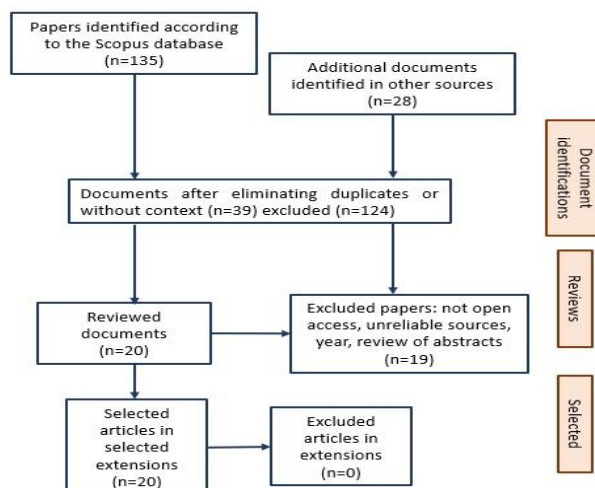 Papers identified according
to the Scopus database
(n=135)
Additional documents
identified in other sources
(n=28)
Document
identifications
Documents after eliminating duplicates or
without context (n=39) excluded (n=124)
Reviews
Reviewed
documents
(n=20)
Excluded papers: not open
access, unreliable sources,
year, review of abstracts
(n=19)
Selected
Selected
articles in
selected
extensions
(n=20)
Excluded
articles in
extensions
(n=0)